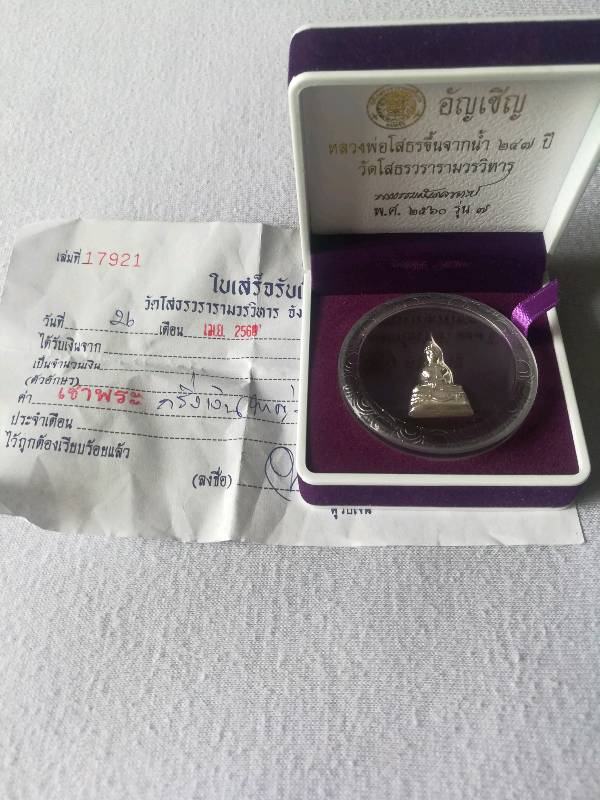 อัญเชิญ
หลวงพ่อโสธรขึ้นจากน้ำ ๒๔๗ ปี
วัดโสธรวรารามวรวิหาร
พ.ศ. ๒๕๖๐ รุ่น ๗
เล่มที่ 17921
ใบเสร็จรับเ
วัดโสธรวรารามวรวิหาร
วันที่ เดือน เม.ย. 2560
ได้รับเงินจาก
เป็นจำนวนเงิน
(ตัวอักษร)
ค่า เช่าพระ
ประจำเดือน
ไว้ถูกต้องเรียบร้อยแล้ว
(ลงชื่อ)
ผู้รับเงิน